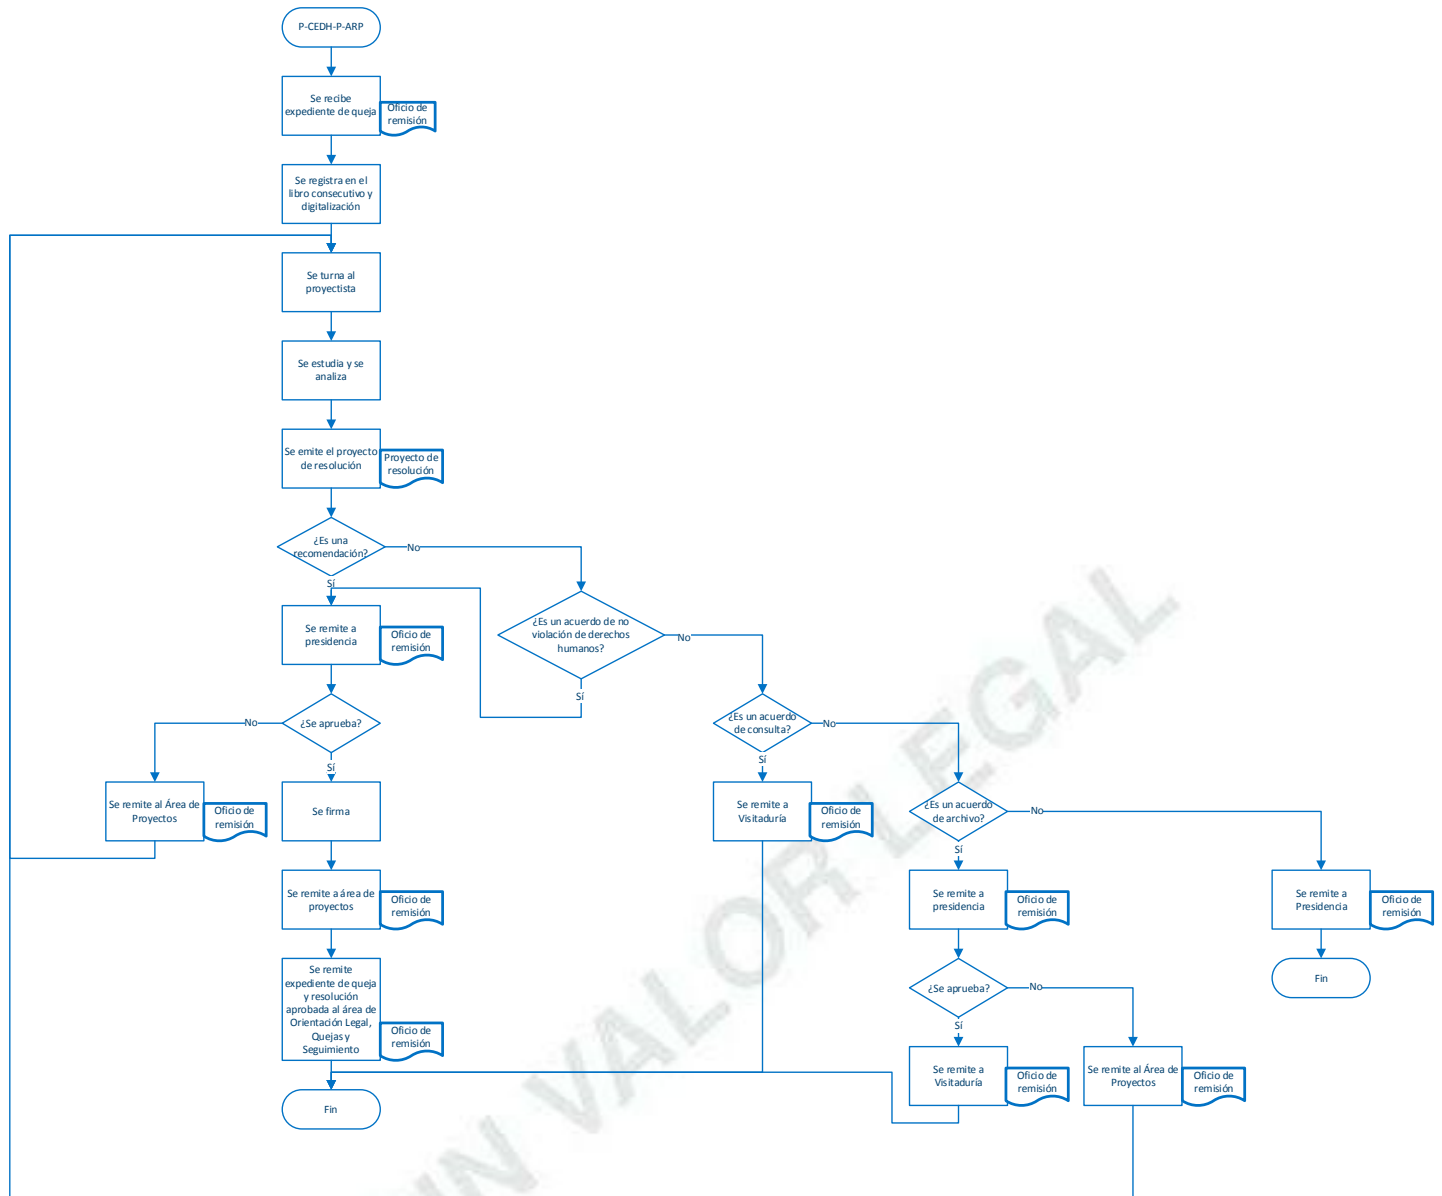 P-CEDH-P-ARP
Se recibe
expediente de queja
Oficio de
remisión
Se registra en el
libro consecutivo y
digitalización
Se turna al
proyectista
Se estudia y se
analiza
Se emite el proyecto
de resolución
Proyecto de
resolución
¿Es una
recomendación?
No
Sí
Se remite a
presidencia
Oficio de
remisión
¿Es un acuerdo de no
violación de derechos
humanos?
No
Sí
¿Se aprueba?
No
Sí
¿Es un acuerdo
de consulta?
No
Sí
Se remite al Área de
Proyectos
Oficio de
remisión
Se firma
Se remite a
Visitaduría
Oficio de
remisión
¿Es un acuerdo
de archivo?
No
Sí
Se remite a área de
proyectos
Oficio de
remisión
Se remite a
presidencia
Oficio de
remisión
Se remite a
Presidencia
Oficio de
remisión
Se remite
expediente de queja
y resolución
aprobada al área de
Orientación Legal,
Quejas y
Seguimiento
Oficio de
remisión
¿Se aprueba?
No
Sí
Fin
Se remite a
Visitaduría
Oficio de
remisión
Se remite al Área de
Proyectos
Oficio de
remisión
Fin
IN VALOR LEGAL